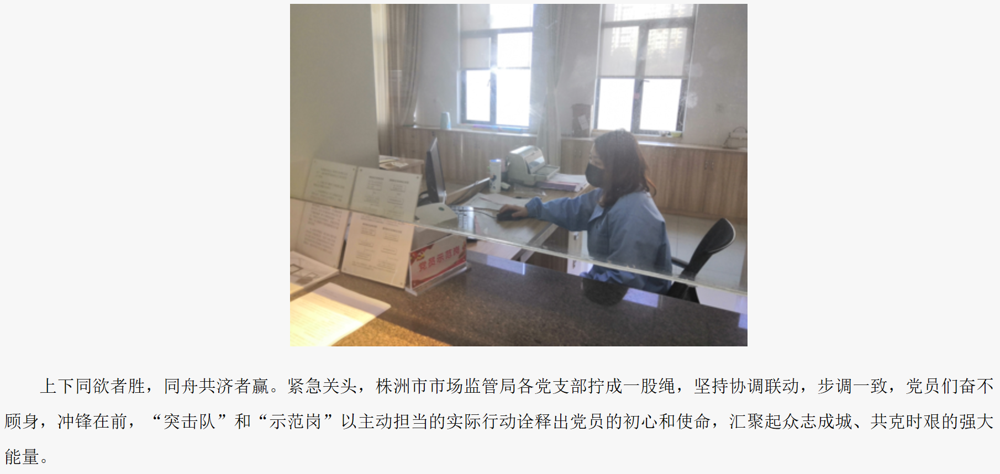 党员示范岗
上下同欲者胜，同舟共济者赢。紧急关头，株洲市市场监管局各党支部拧成一股绳，坚持协调联动，步调一致，党员们奋不
顾身，冲锋在前，“突击队”和“示范岗”以主动担当的实际行动诠释出党员的初心和使命，汇聚起众志成城、共克时艰的强大
能量。